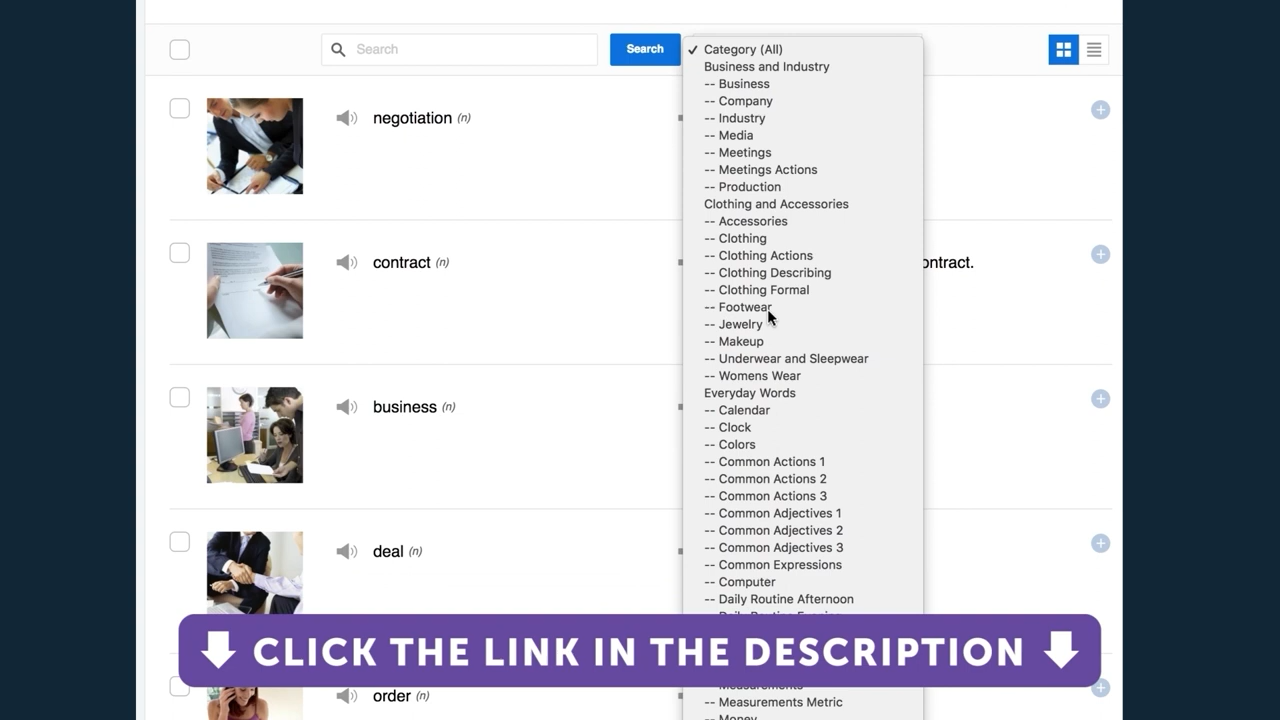 Search
Search
Category (All)
Business and Industry
-- Business
-- Company
-- Industry
-- Media
-- Meetings
-- Meetings Actions
-- Production
Clothing and Accessories
-- Accessories
-- Clothing
-- Clothing Actions
-- Clothing Describing
-- Clothing Formal
-- Footwear
-- Jewelry
-- Makeup
-- Underwear and Sleepwear
-- Womens Wear
Everyday Words
-- Calendar
-- Clock
-- Colors
-- Common Actions 1
-- Common Actions 2
-- Common Actions 3
-- Common Adjectives 1
-- Common Adjectives 2
-- Common Adjectives 3
-- Common Expressions
-- Computer
-- Daily Routine Afternoon
-- Measurements
-- Measurements Metric
-- Money
negotiation (n)
contract (n)
ontract.
business (n)
deal (n)
order (n)
CLICK THE LINK IN THE DESCRIPTION